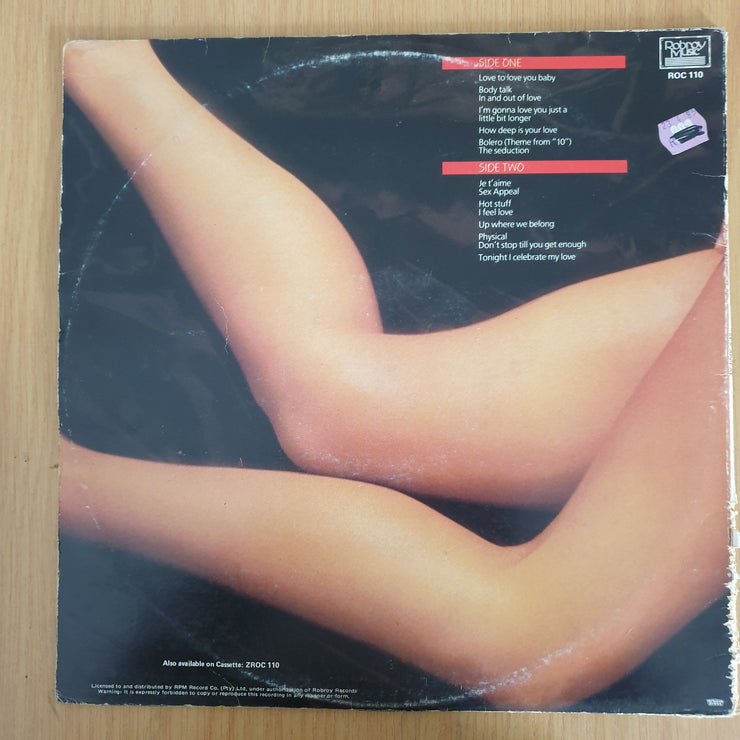 Robroy
Music
ROC 110
SIDE ONE
Love to love you baby
Body talk
In and out of love
I'm gonna love you just a
little bit longer
How deep is your love
Bolero (Theme from "10")
The seduction
SIDE TWO
Je t'aime
Sex Appeal
Hot stuff
I feel love
Up where we belong
Physical
Don't stop till you get enough
Tonight I celebrate my love
Also available on Cassette: ZROC 110
Licensed to and distributed by RPM Record Co. (Pty) Ltd, under authorization of Robroy Records
Warning: It is expressly forbidden to copy or reproduce this recording in any manner or form.